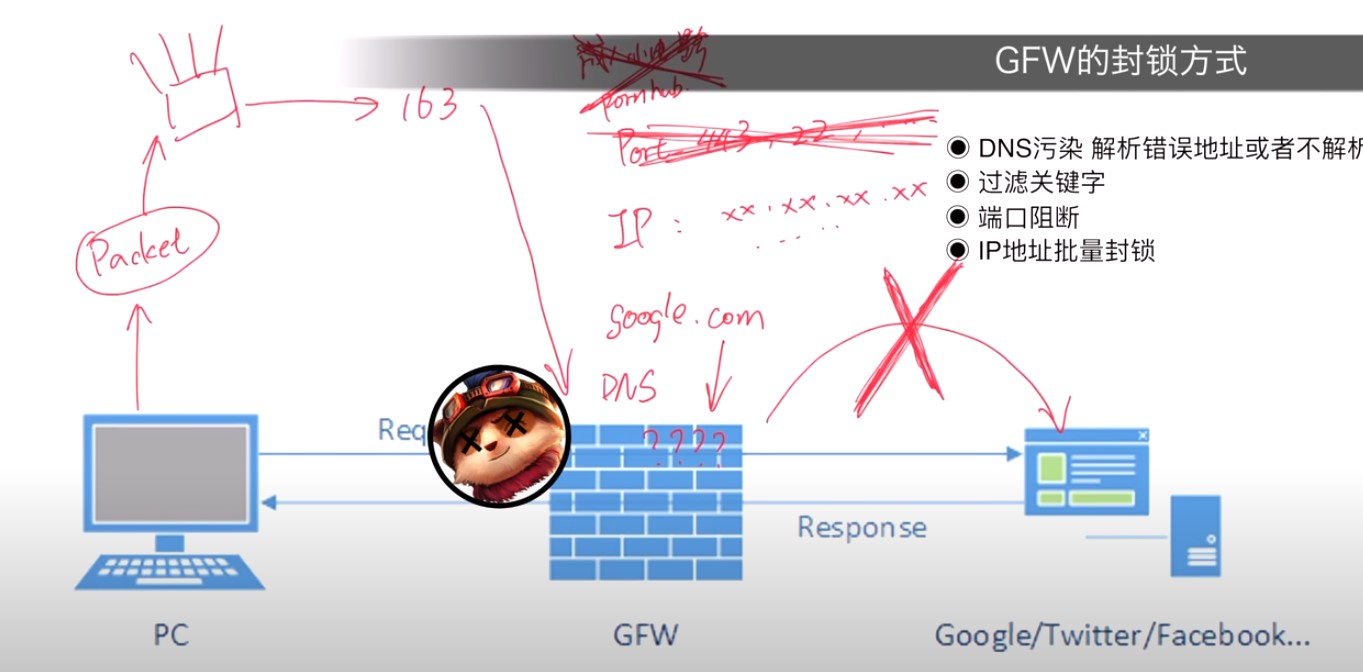 GFW的封锁方式
pornhub
Port 443, 22, ...
DNS污染 解析错误地址或者不解析
过滤关键字
端口阻断
IP地址批量封锁
163
IP: xx.xx.xx.xx
Packet
google.com
DNS
Req
????
Response
PC
GFW
Google/Twitter/Facebook...